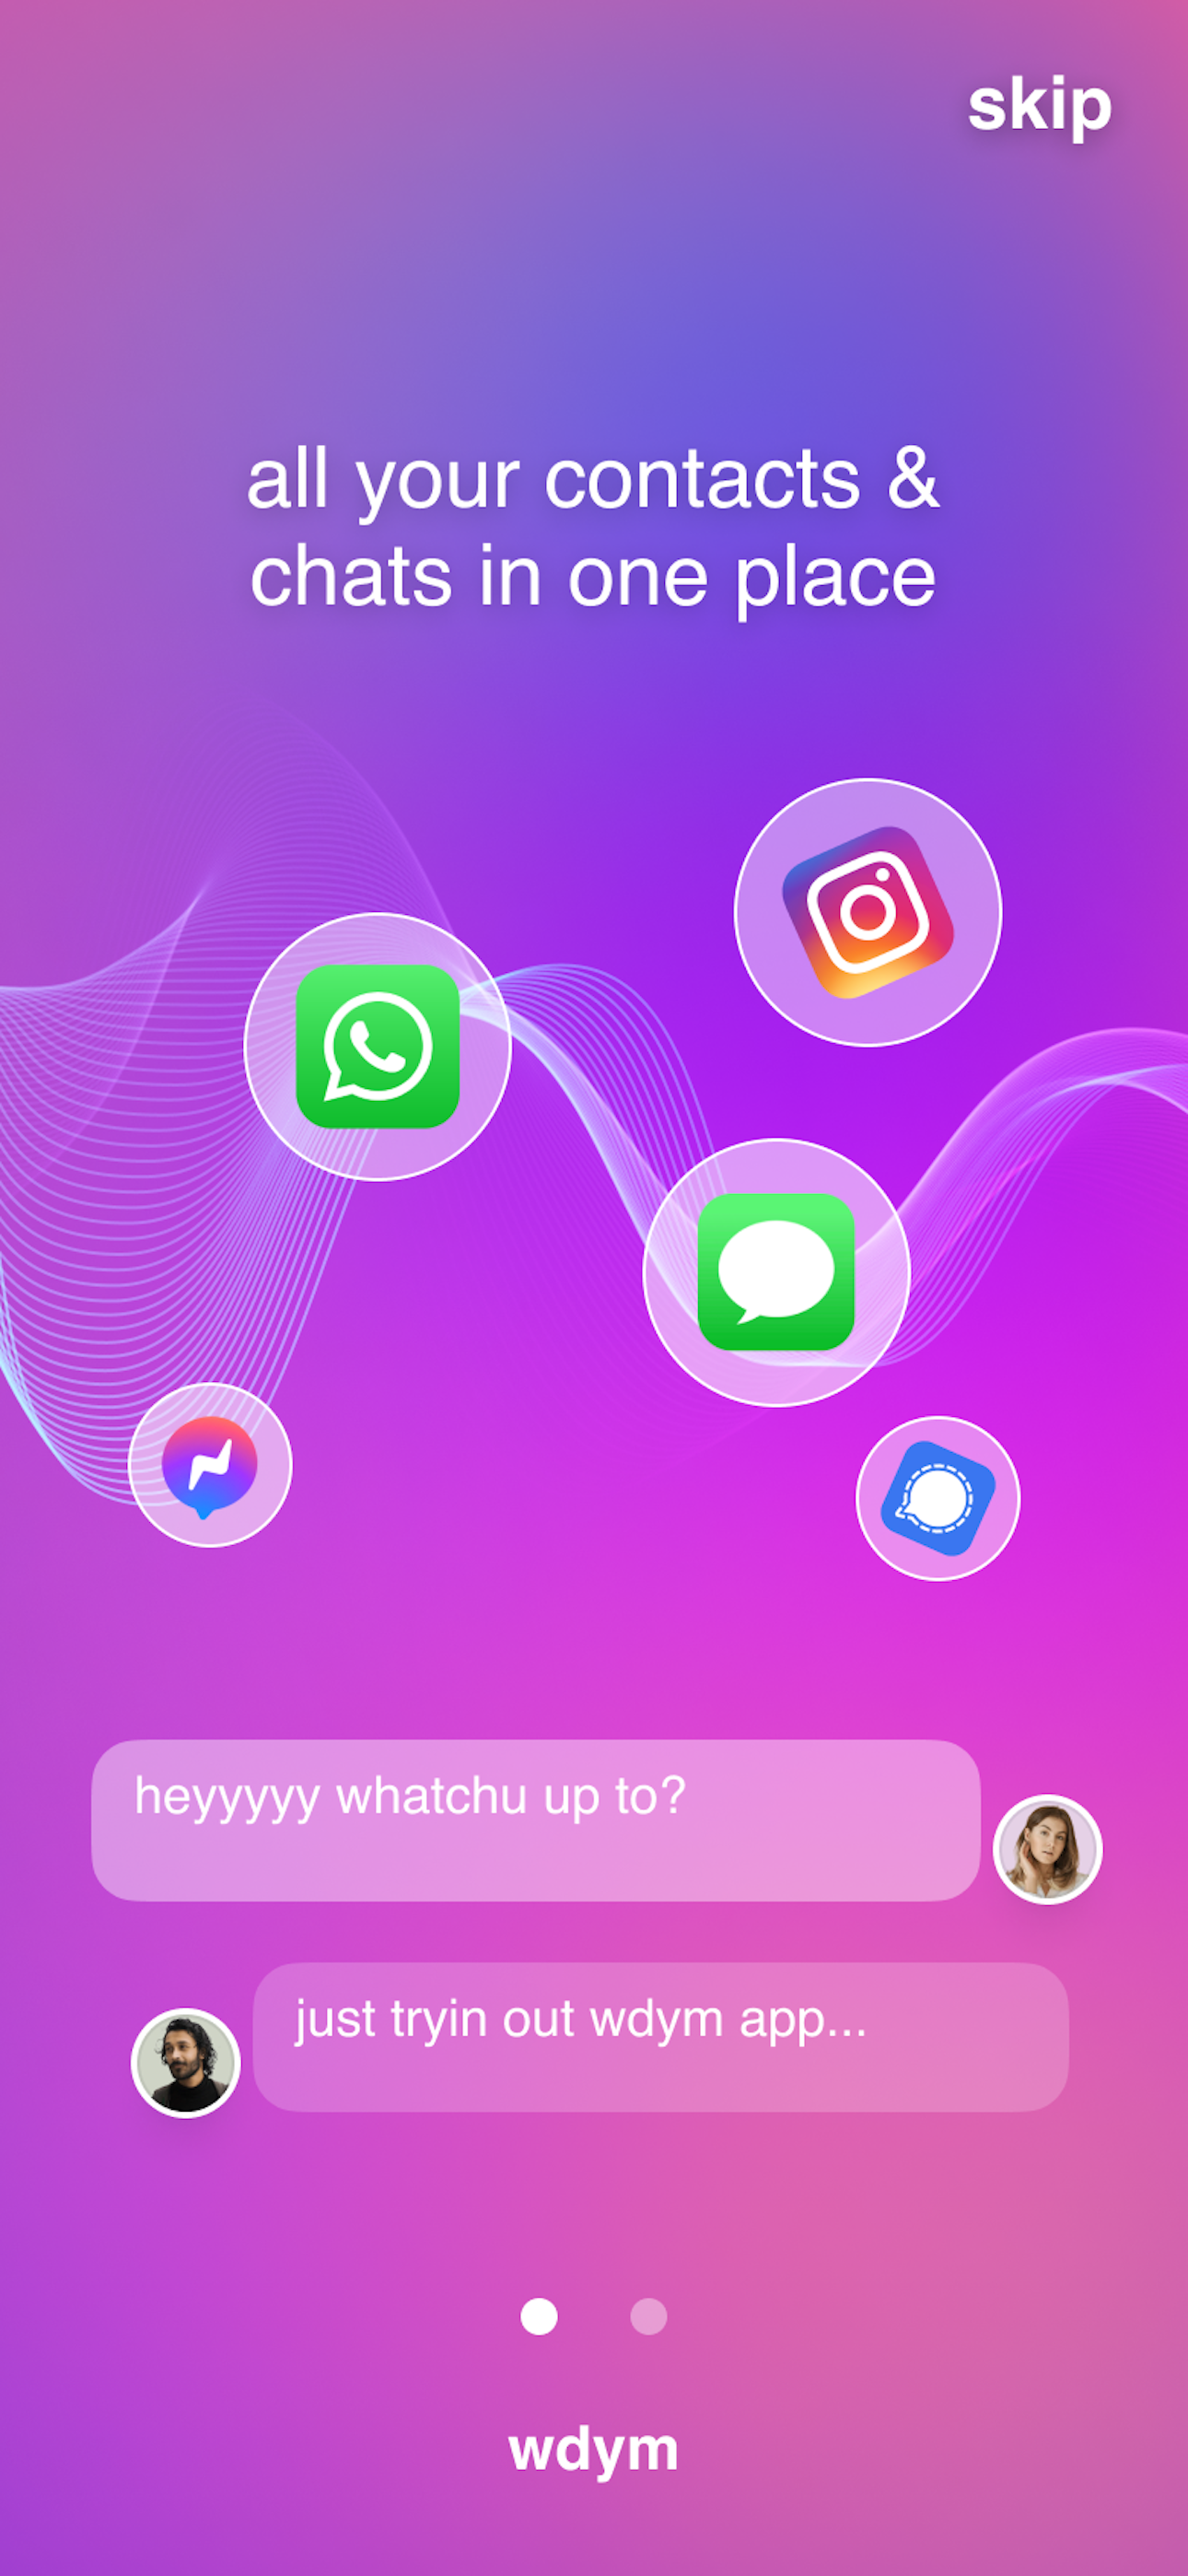 skip
all your contacts &
chats in one place
heyyyyy whatchu up to?
just tryin out wdym app...
wdym